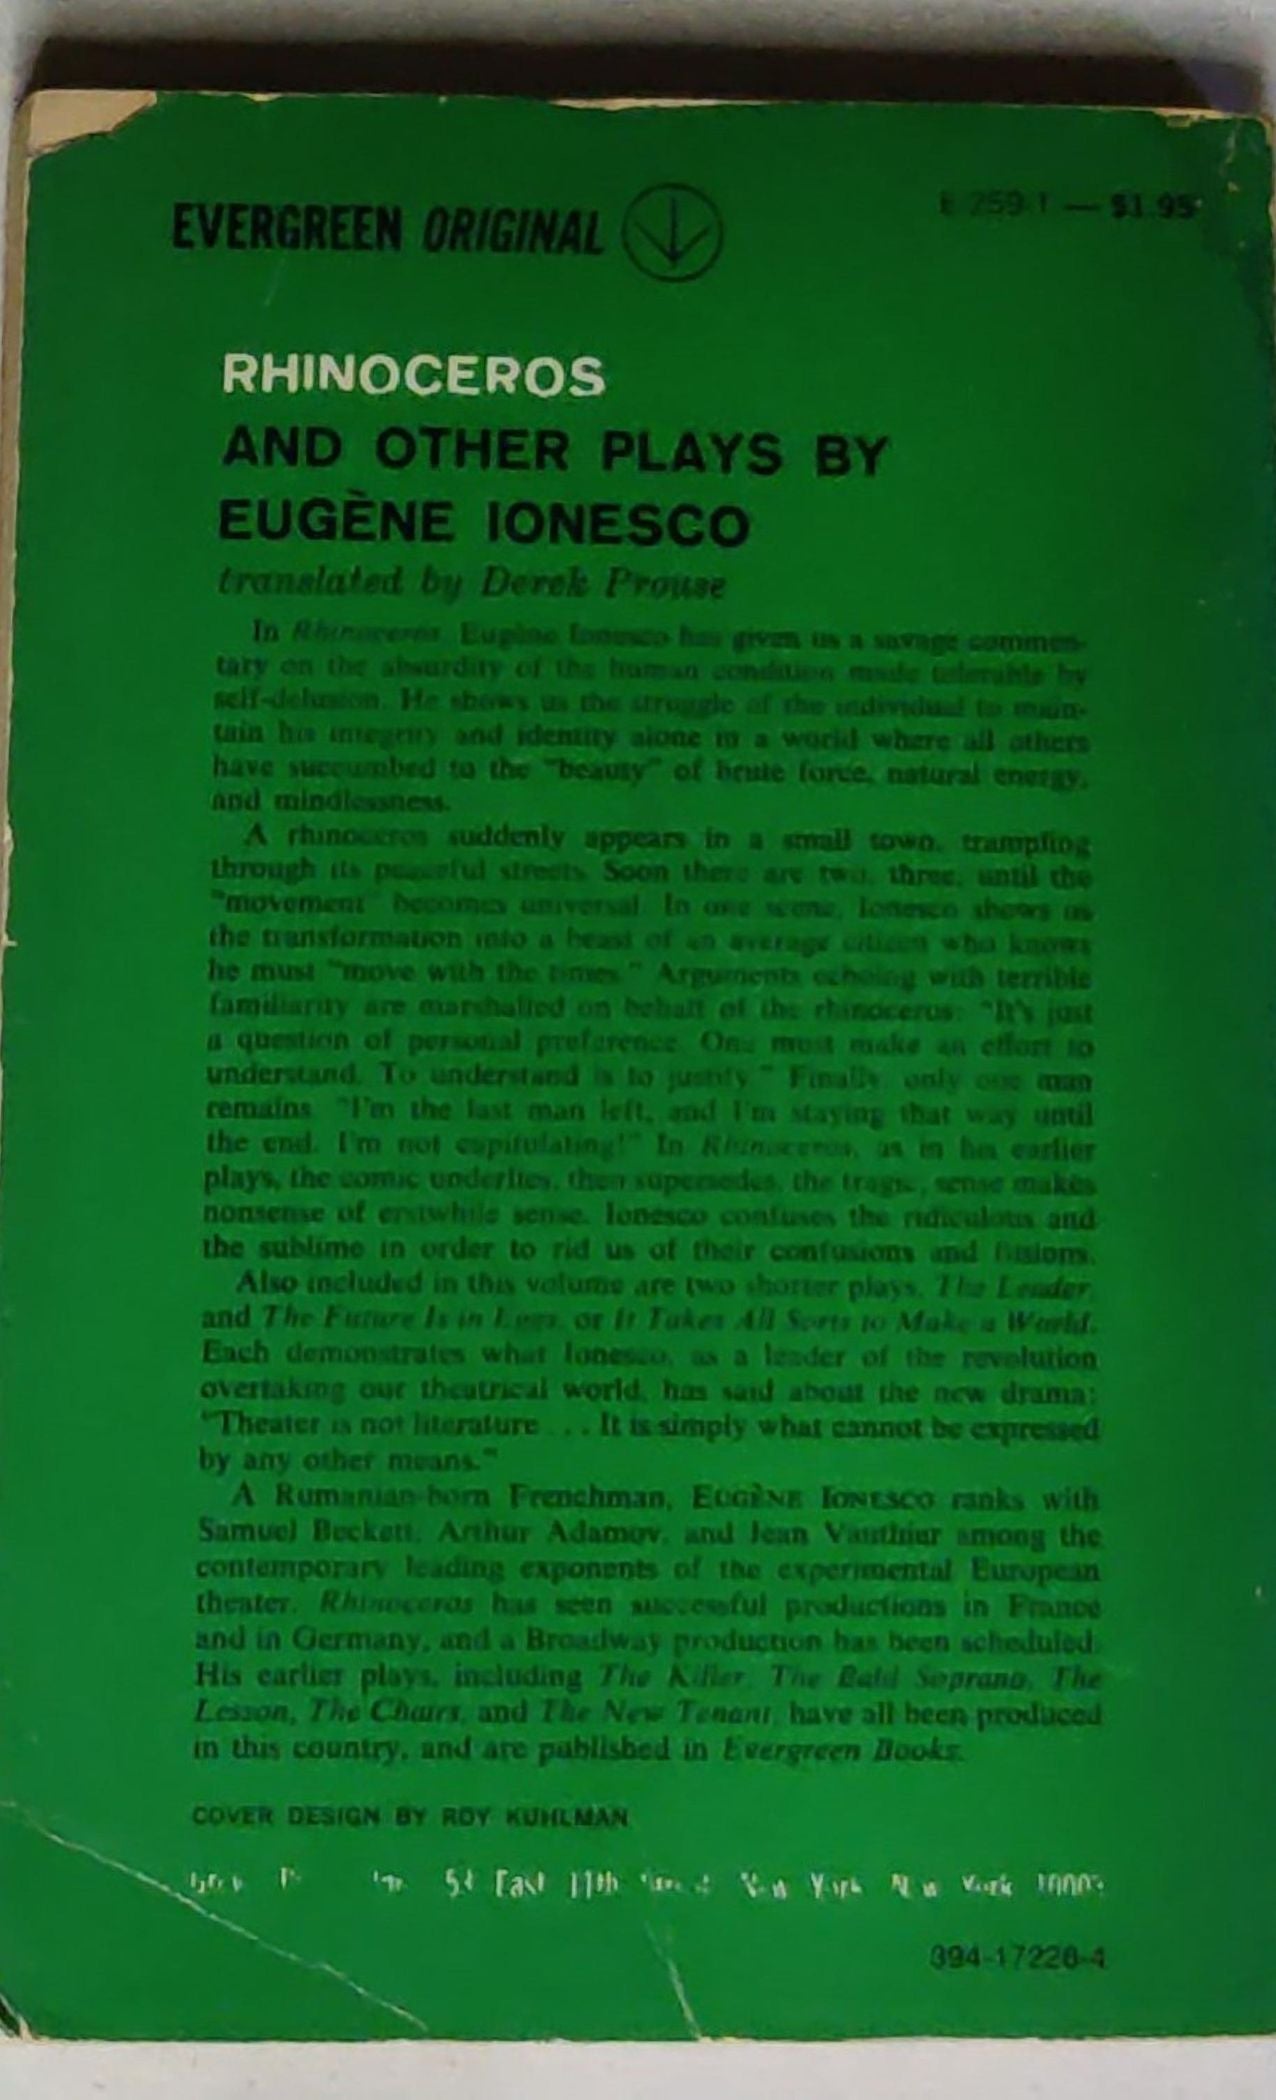 EVERGREEN ORIGINAL
E 259 1 — $1.95
RHINOCEROS
AND OTHER PLAYS BY
EUGÈNE IONESCO
translated by Derek Prouse
In Rhinoceros Eugène Ionesco has given us a savage commen-
tary on the absurdity of the human condition made tolerable by
self-delusion. He shows us the struggle of the individual to main-
tain his integrity and identity alone in a world where all others
have succumbed to the "beauty" of brute force, natural energy,
and mindlessness.
A rhinoceros suddenly appears in a small town, trampling
through its peaceful streets. Soon there are two, three, until the
"movement" becomes universal. In one scene, Ionesco shows us
the transformation into a beast of an average citizen who knows
he must "move with the times." Arguments echoing with terrible
familiarity are marshalled on behalf of the rhinoceros: "It's just
a question of personal preference. One must make an effort to
understand. To understand is to justify." Finally, only one man
remains. "I'm the last man left, and I'm staying that way until
the end. I'm not capitulating!" In Rhinoceros, as in his earlier
plays, the comic underlies, then supersedes, the tragic, sense makes
nonsense of erstwhile sense. Ionesco confuses the ridiculous and
the sublime in order to rid us of their confusions and
Also included in this volume are two shorter plays, The Leader,
and The Future Is in Eggs, or It Takes All Sorts to Make a World.
Each demonstrates what Ionesco, as a leader of the revolution
overtaking our theatrical world, has said about the new drama:
"Theater is not literature . . . It is simply what cannot be expressed
by any other means."
A Rumanian-born Frenchman, EUGÈNE IONESCO ranks with
Samuel Beckett, Arthur Adamov, and Jean Vauthier among the
contemporary leading exponents of the experimental European
theater. Rhinoceros has seen successful productions in France
and in Germany, and a Broadway production has been scheduled.
His earlier plays, including The Killer, The Bald Soprano, The
Lesson, The Chairs, and The New Tenant, have all been produced
in this country, and are published in Evergreen Books.
COVER DESIGN BY ROY KUHLMAN
East 11th New York New York
394-17226-4